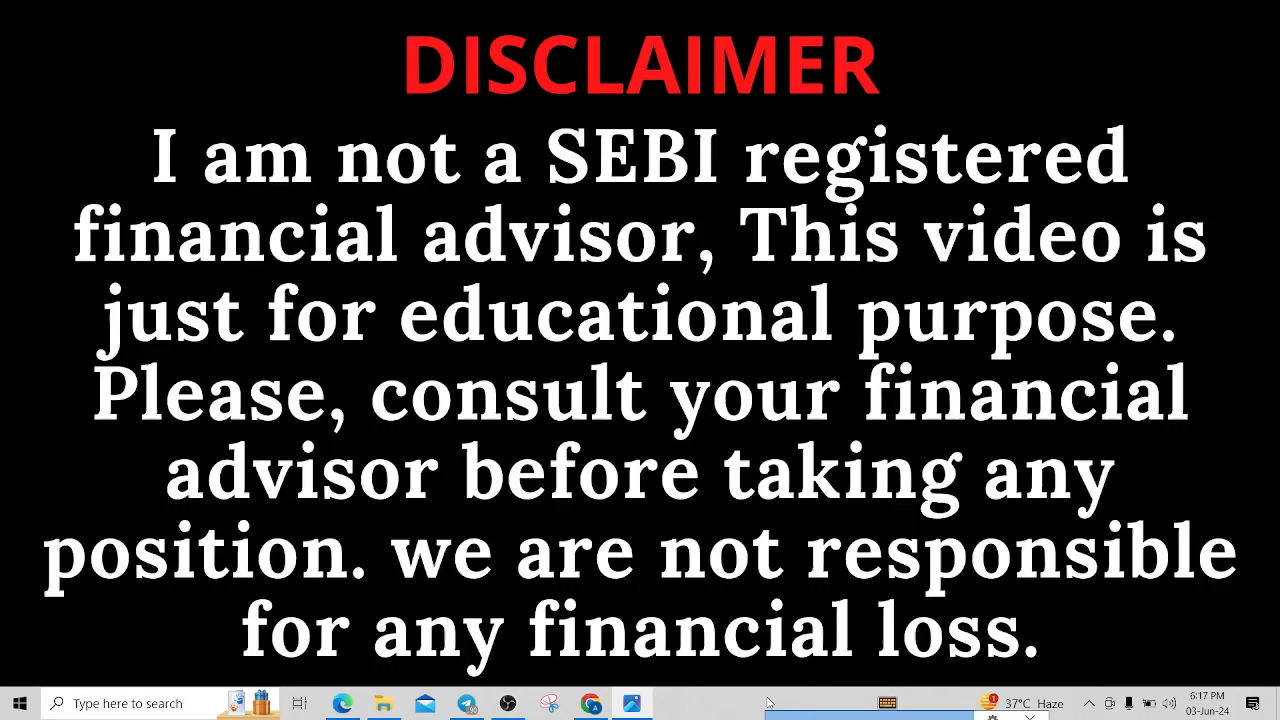 DISCLAIMER
I am not a SEBI registered
financial advisor, This video is
just for educational purpose.
Please, consult your financial
advisor before taking any
position. we are not responsible
for any financial loss.
Type here to search
37°C Haze
6:17 PM
03-Jun-24